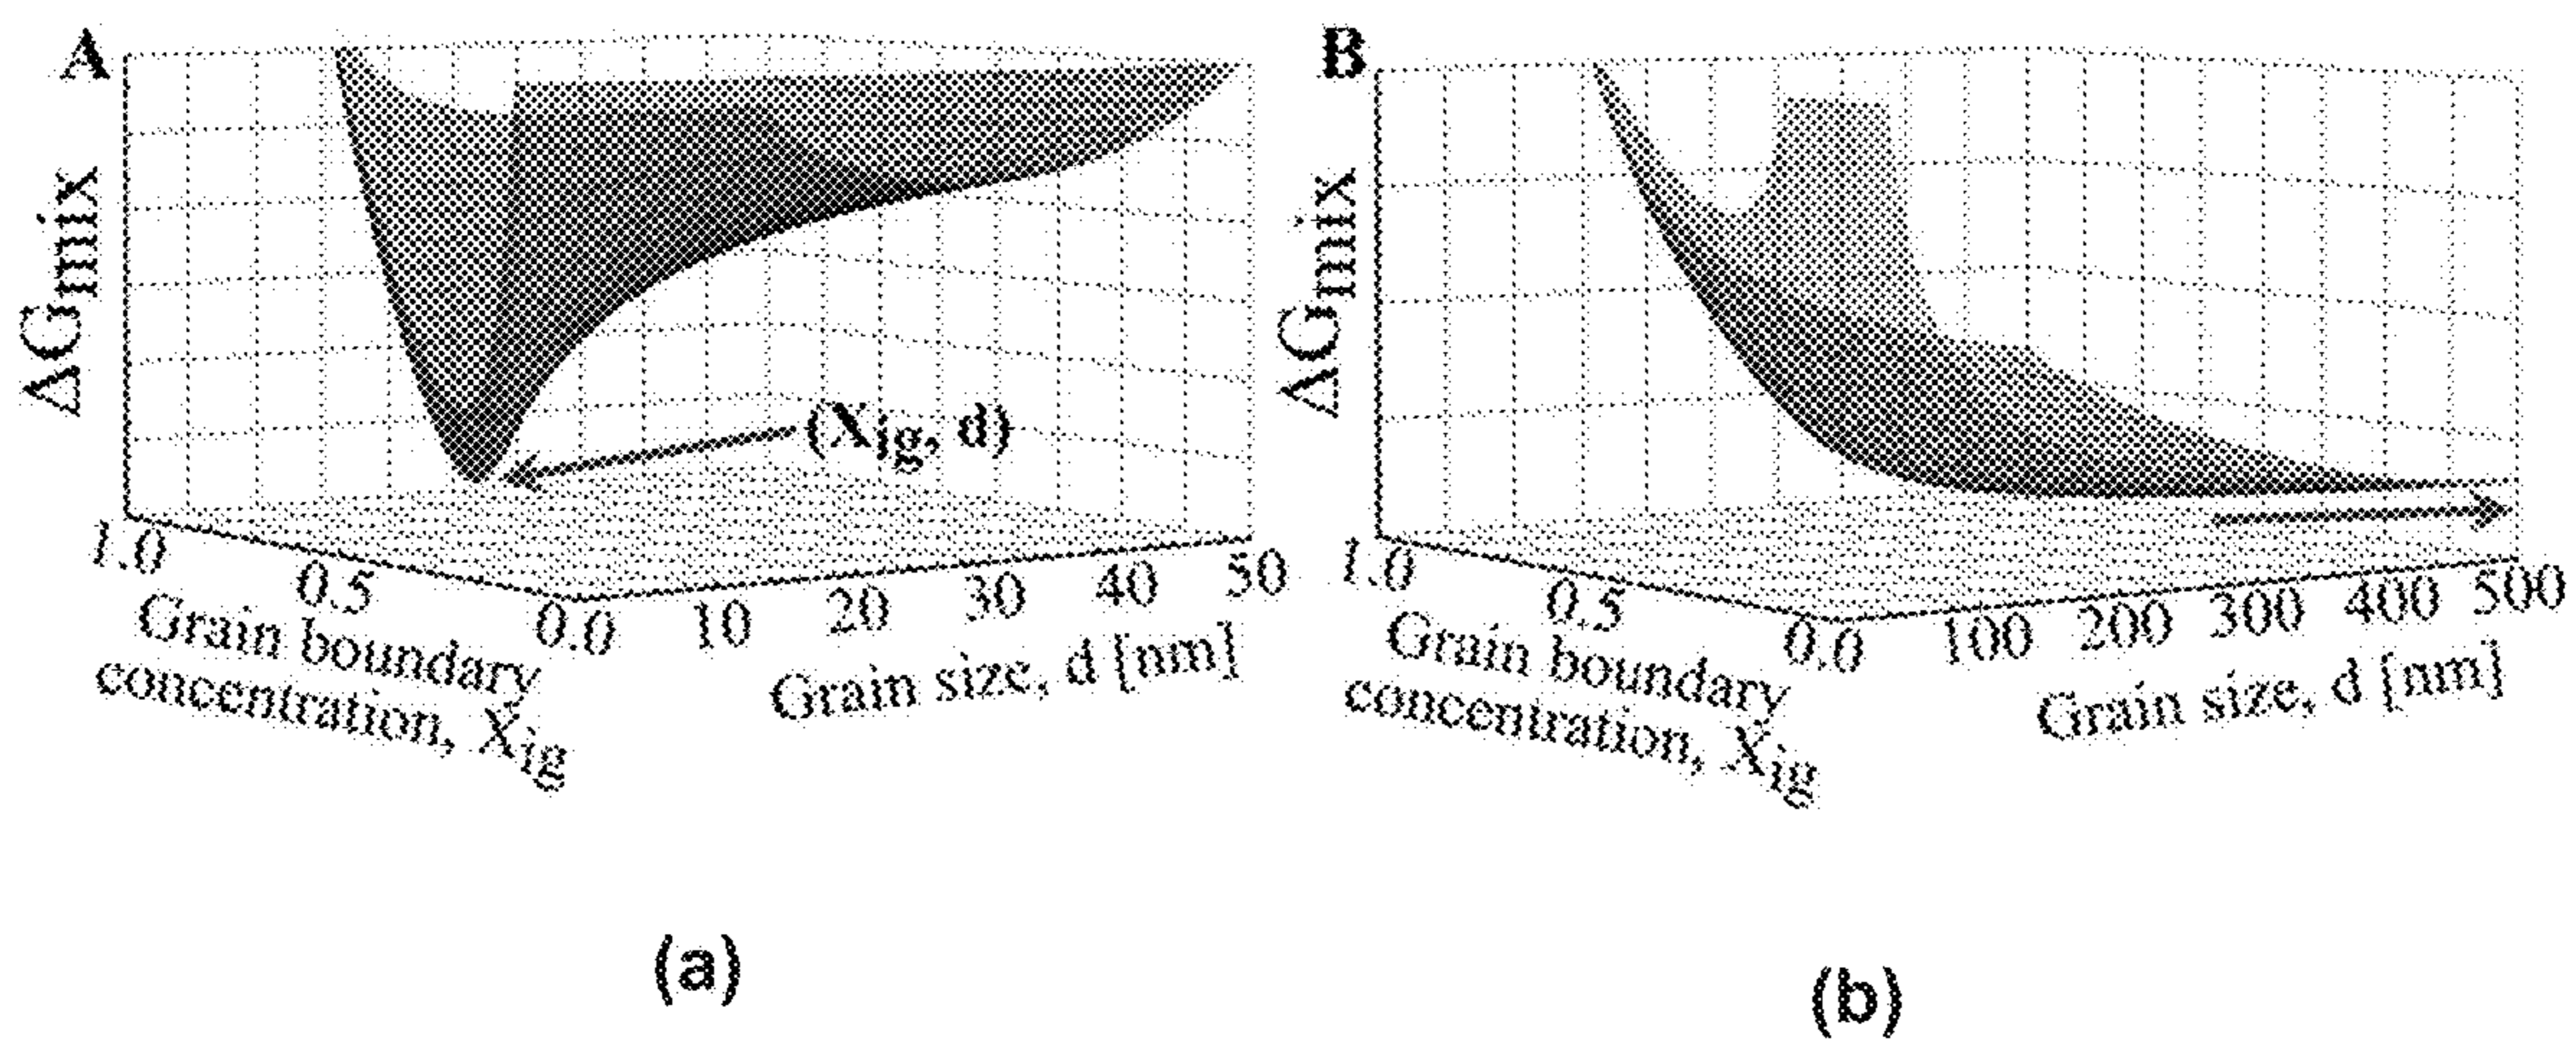 A
ΔGmix
(Xig, d)
1.0
0.5
0.0
10
20
30
40
50
Grain boundary
concentration, Xig
Grain size, d [nm]
(a)
B
ΔGmix
1.0
0.5
0.0
100
200
300
400
500
Grain boundary
concentration, Xig
Grain size, d [nm]
(b)